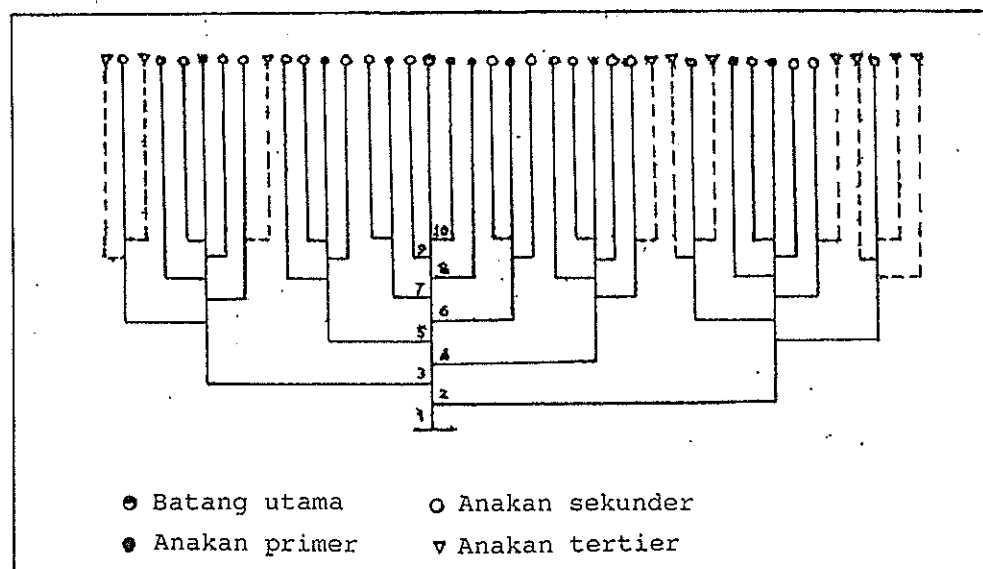 10
9
8
7
6
5
4
3
2
1
Batang utama
Anakan sekunder
Anakan primer
Anakan tertier